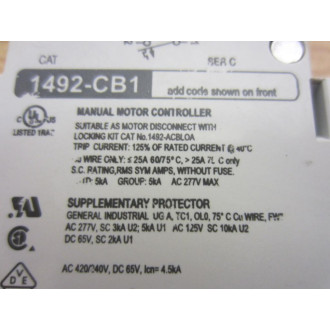 CAT SER C
1492-CB1 add code shown on front
MANUAL MOTOR CONTROLLER
LISTED SUITABLE AS MOTOR DISCONNECT WITH
LOCKING KIT CAT No.1492-ACBLOA
TRIP CURRENT: 125% OF RATED CURRENT @ 40°C
WIRE ONLY: ≤ 25A 60/75°C, > 25A C only
S.C. RATING,RMS SYM AMPS, WITHOUT FUSE.
5kA GROUP: 5kA AC 277V MAX
SUPPLEMENTARY PROTECTOR
GENERAL INDUSTRIAL UG A, TC1, OL0, 75° C Cu WIRE,
AC 277V, SC 3kA U2; 5kA U1 AC 125V SC 10kA U2
DC 65V, SC 2kA U1
AC 420/240V, DC 65V, Icn= 4.5kA
VDE